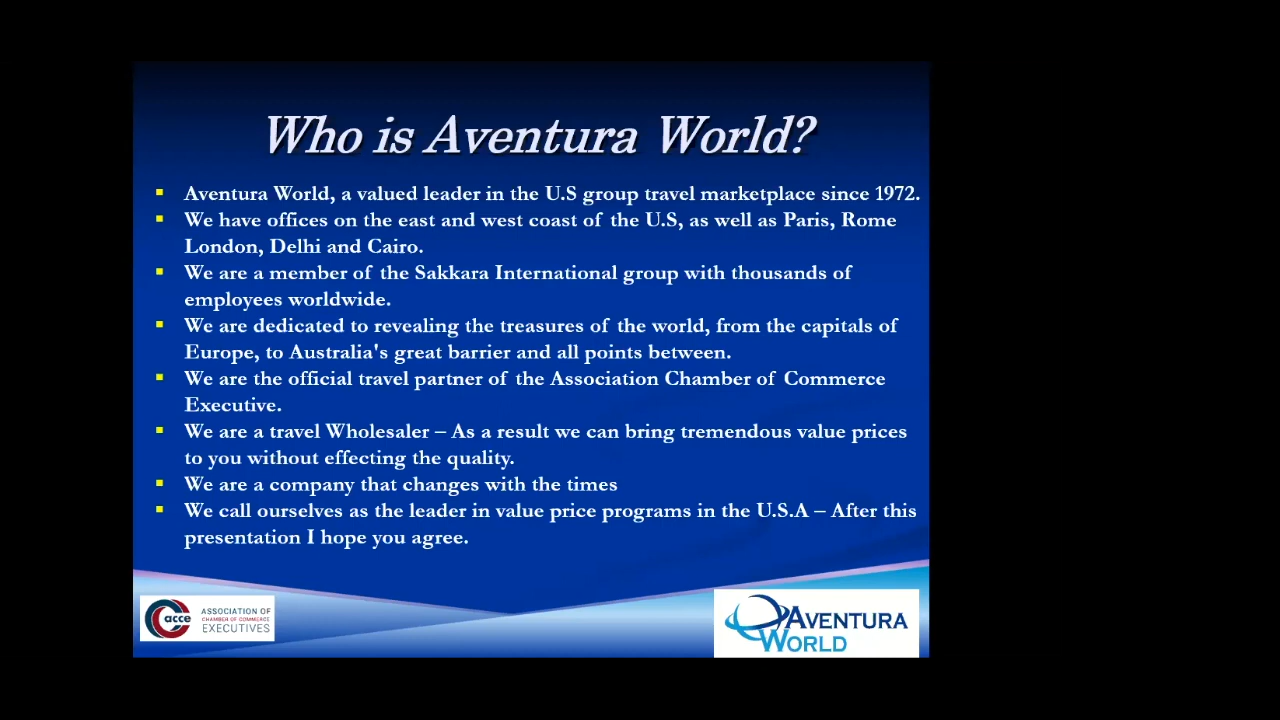 Who is Aventura World?
Aventura World, a valued leader in the U.S group travel marketplace since 1972.
We have offices on the east and west coast of the U.S, as well as Paris, Rome
London, Delhi and Cairo.
We are a member of the Sakkara International group with thousands of
employees worldwide.
We are dedicated to revealing the treasures of the world, from the capitals of
Europe, to Australia's great barrier and all points between.
We are the official travel partner of the Association Chamber of Commerce
Executive.
We are a travel Wholesaler – As a result we can bring tremendous value prices
to you without effecting the quality.
We are a company that changes with the times
We call ourselves as the leader in value price programs in the U.S.A – After this
presentation I hope you agree.
acce
ASSOCIATION OF
CHAMBER OF COMMERCE
EXECUTIVES
AVENTURA
WORLD